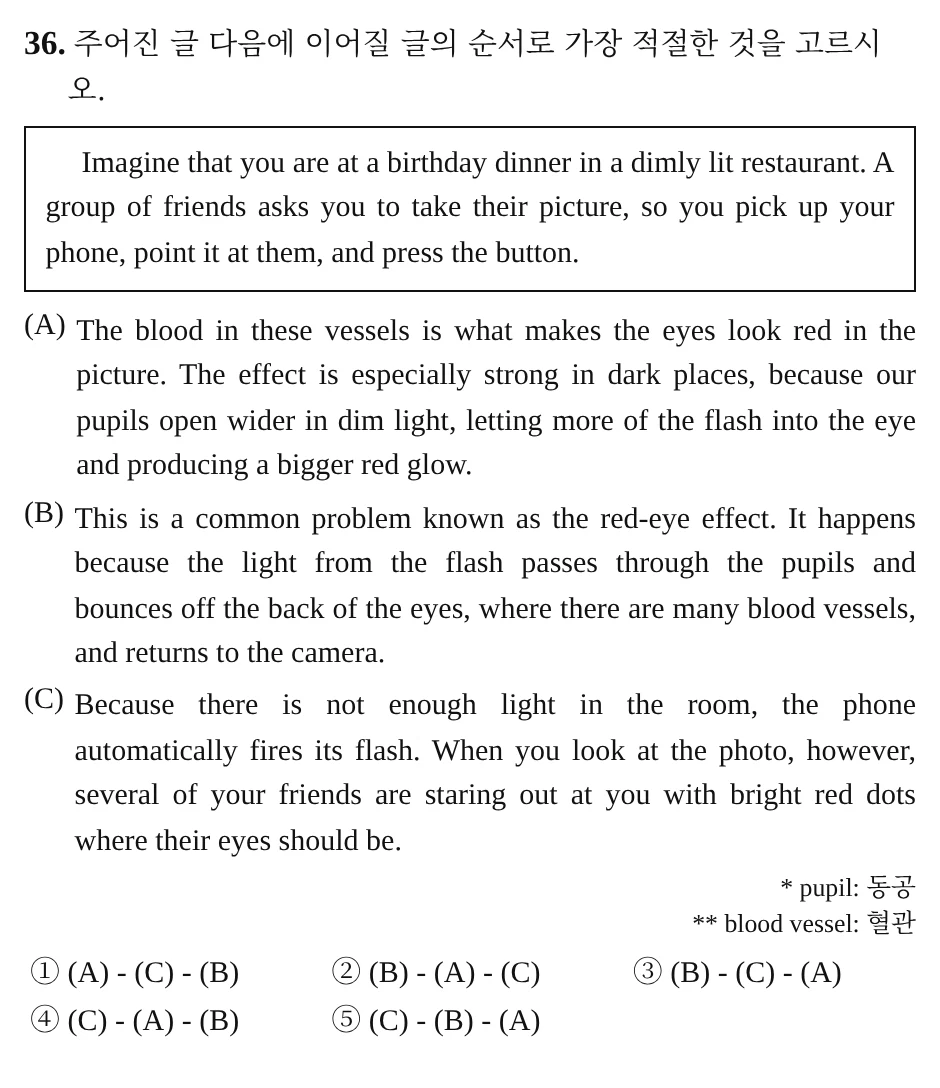 36. 주어진 글 다음에 이어질 글의 순서로 가장 적절한 것을 고르시
오.
Imagine that you are at a birthday dinner in a dimly lit restaurant. A
group of friends asks you to take their picture, so you pick up your
phone, point it at them, and press the button.
(A) The blood in these vessels is what makes the eyes look red in the
picture. The effect is especially strong in dark places, because our
pupils open wider in dim light, letting more of the flash into the eye
and producing a bigger red glow.
(B) This is a common problem known as the red-eye effect. It happens
because the light from the flash passes through the pupils and
bounces off the back of the eyes, where there are many blood vessels,
and returns to the camera.
(C) Because there is not enough light in the room, the phone
automatically fires its flash. When you look at the photo, however,
several of your friends are staring out at you with bright red dots
where their eyes should be.
* pupil: 동공
** blood vessel: 혈관
① (A) - (C) - (B) ② (B) - (A) - (C) ③ (B) - (C) - (A)
④ (C) - (A) - (B) ⑤ (C) - (B) - (A)